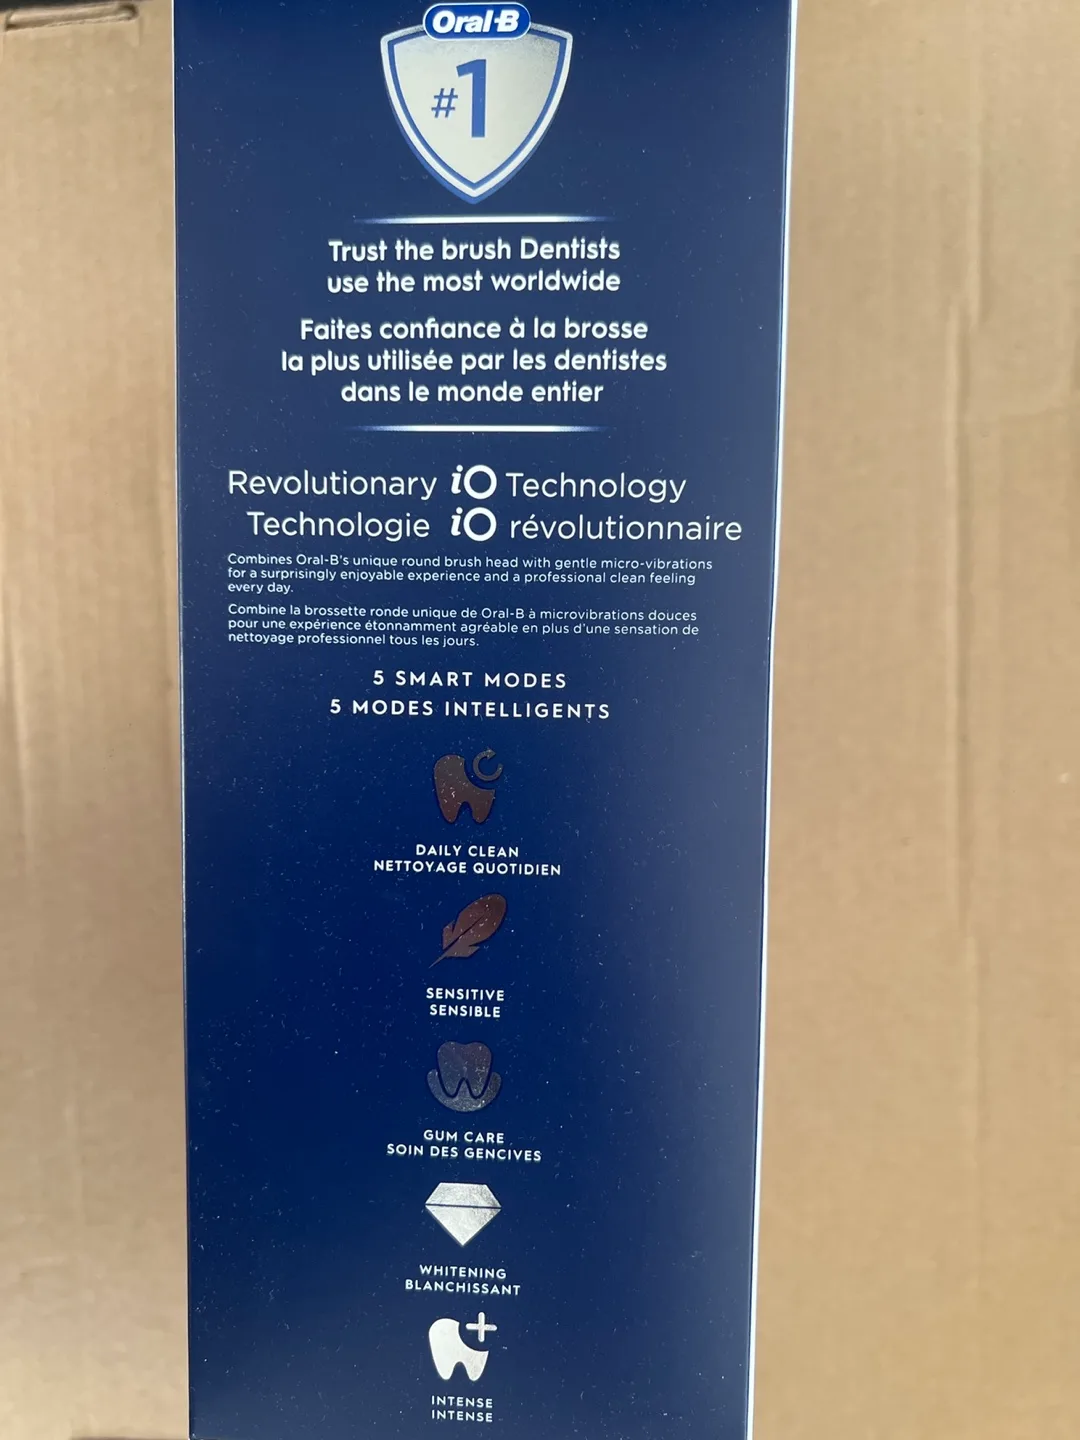 Oral-B
#1
Trust the brush Dentists
use the most worldwide
Faites confiance à la brosse
la plus utilisée par les dentistes
dans le monde entier
Revolutionary iO Technology
Technologie iO révolutionnaire
Combines Oral-B's unique round brush head with gentle micro-vibrations
for a surprisingly enjoyable experience and a professional clean feeling
every day.
Combine la brossette ronde unique de Oral-B à microvibrations douces
pour une expérience étonnamment agréable en plus d'une sensation de
nettoyage professionnel tous les jours.
5 SMART MODES
5 MODES INTELLIGENTS
DAILY CLEAN
NETTOYAGE QUOTIDIEN
SENSITIVE
SENSIBLE
GUM CARE
SOIN DES GENCIVES
WHITENING
BLANCHISSANT
INTENSE
INTENSE